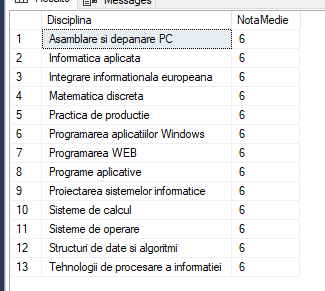 Messages
Disciplina NotaMedie
1 Asamblare si depanare PC 6
2 Informatica aplicata 6
3 Integrare informationala europeana 6
4 Matematica discreta 6
5 Practica de productie 6
6 Programarea aplicatiilor Windows 6
7 Programarea WEB 6
8 Programe aplicative 6
9 Proiectarea sistemelor informatice 6
10 Sisteme de calcul 6
11 Sisteme de operare 6
12 Structuri de date si algoritmi 6
13 Tehnologii de procesare a informatiei 6